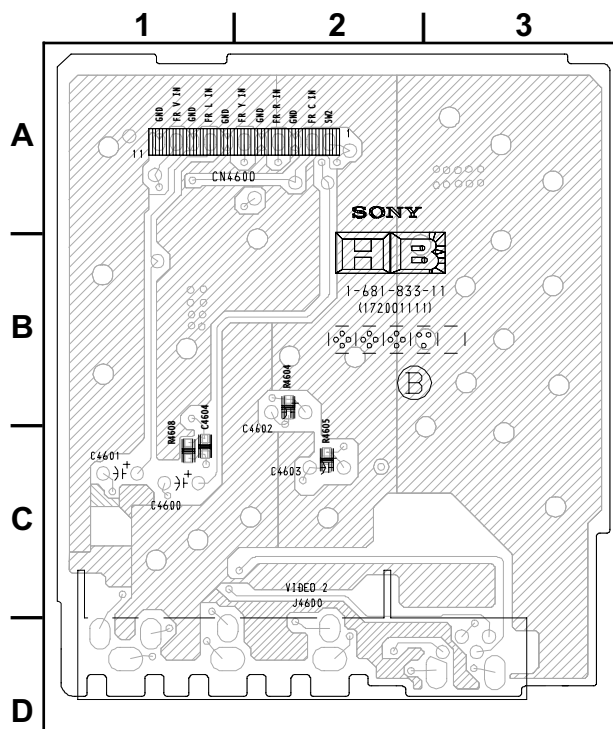 1 2 3
GND
FR V IN
GND
FR L IN
GND
FR Y IN
GND
FR R IN
GND
FR C IN
SW2
A
11 1
CN4600
SONY
HB
B
1-681-833-11
(172001111)
B
R4604
R4608
C4604
C4602
R4605
C4601 +
C4603
+
C4600
C
VIDEO 2
J4600
D